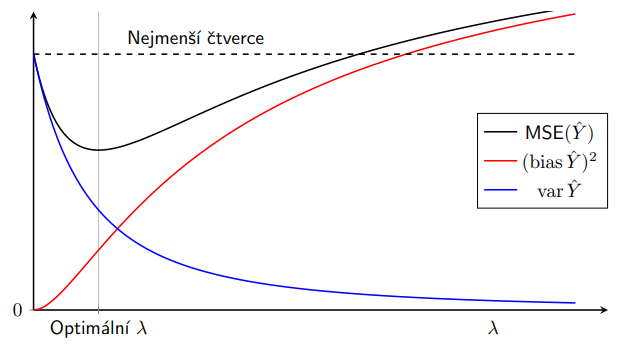 Nejmenší čtverce
MSE(Ŷ)
(bias Ŷ)²
var Ŷ
0
Optimální λ
λ